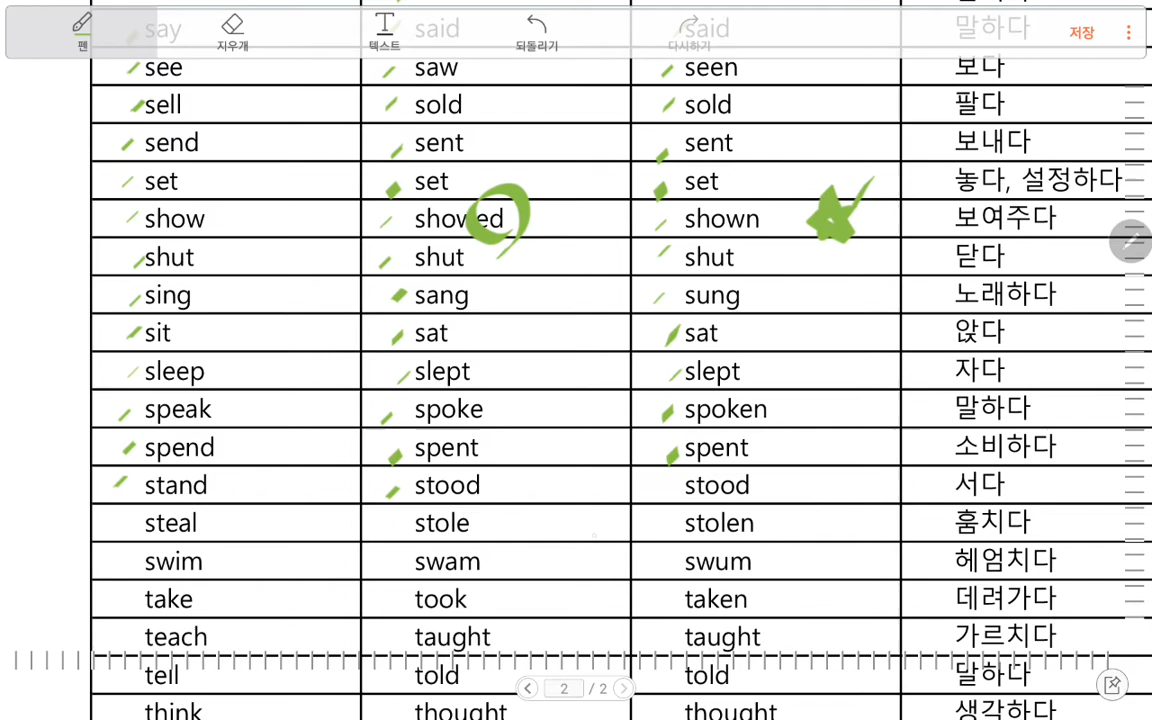 say said said 말하다
펜 지우개 텍스트 되돌리기 다시하기 저장
see saw seen 보다
sell sold sold 팔다
send sent sent 보내다
set set set 놓다, 설정하다
show showed shown 보여주다
shut shut shut 닫다
sing sang sung 노래하다
sit sat sat 앉다
sleep slept slept 자다
speak spoke spoken 말하다
spend spent spent 소비하다
stand stood stood 서다
steal stole stolen 훔치다
swim swam swum 헤엄치다
take took taken 데려가다
teach taught taught 가르치다
tell told told 말하다
2 / 2
think thought thought 생각하다